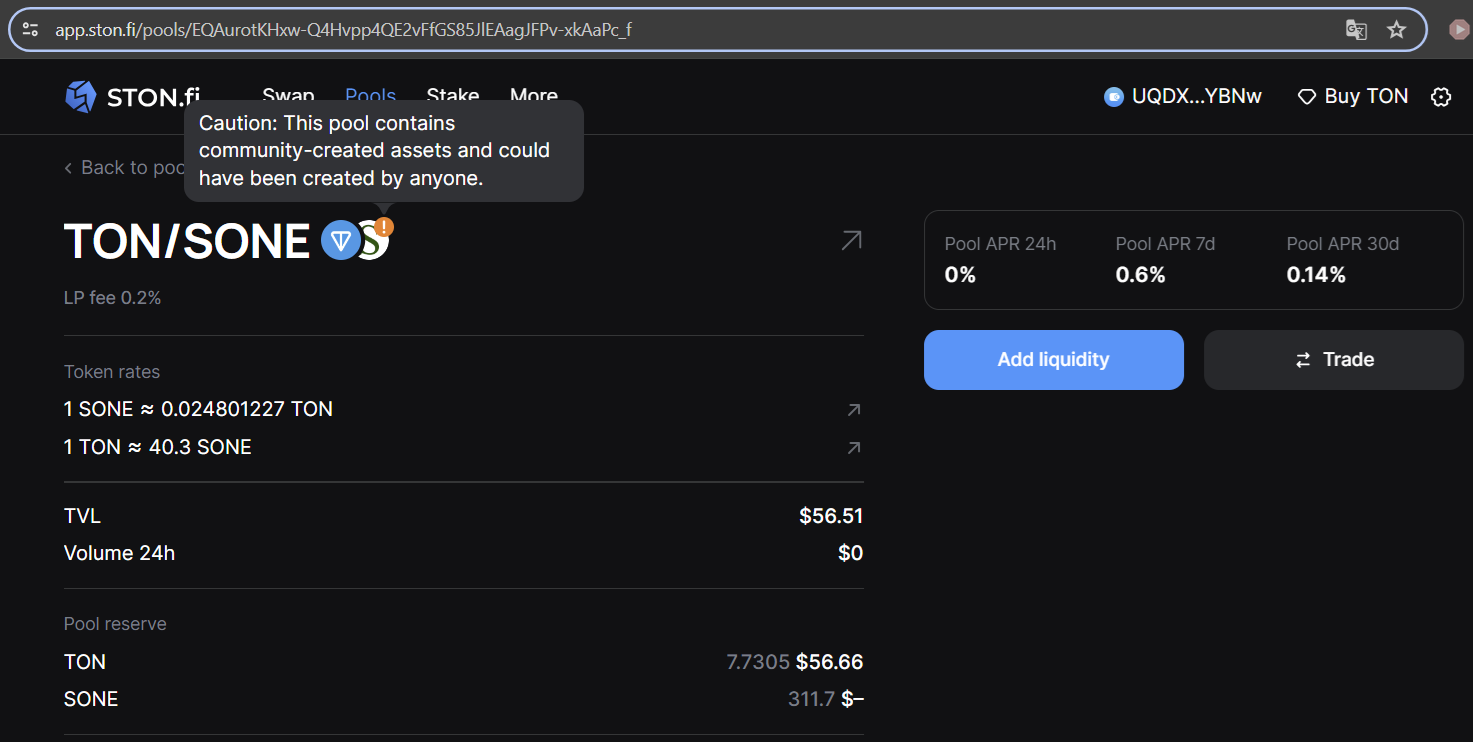 app.ston.fi/pools/EQAurotKHxw-Q4Hvpp4QE2vFfGS85JlEAagJFPv-xkAaPc_f
STON.fi Swap Pools Stake More UQDX...YBNw Buy TON
Caution: This pool contains
community-created assets and could
have been created by anyone.
Back to poo
TON/SONE
LP fee 0.2%
Pool APR 24h Pool APR 7d Pool APR 30d
0% 0.6% 0.14%
Add liquidity Trade
Token rates
1 SONE ≈ 0.024801227 TON
1 TON ≈ 40.3 SONE
TVL $56.51
Volume 24h $0
Pool reserve
TON 7.7305 $56.66
SONE 311.7 $–